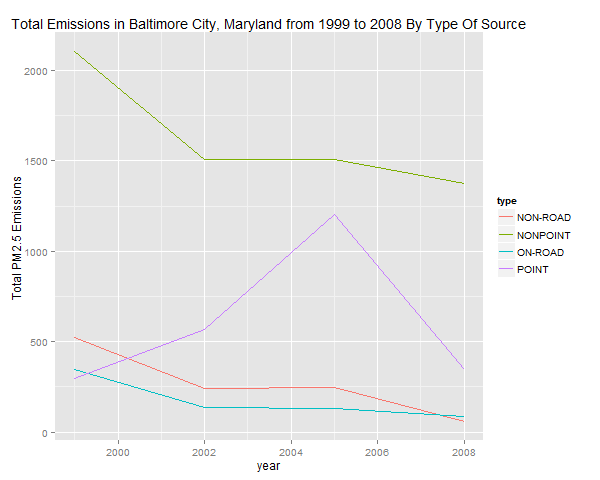 Total Emissions in Baltimore City, Maryland from 1999 to 2008 By Type Of Source
Total PM2.5 Emissions
2000
1500
1000
500
0
2000 2002 2004 2006 2008
year
type
NON-ROAD
NONPOINT
ON-ROAD
POINT